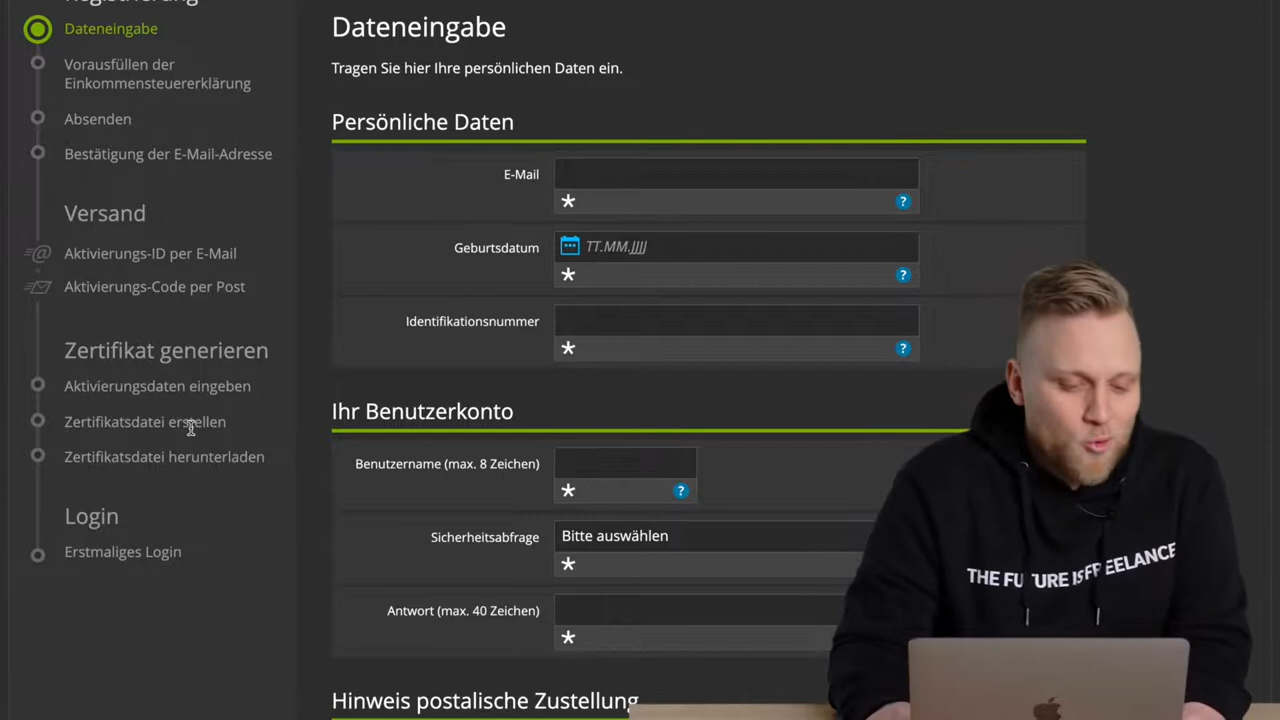 Registrierung
Dateneingabe
Vorausfüllen der
Einkommensteuererklärung
Absenden
Bestätigung der E-Mail-Adresse
Versand
Aktivierungs-ID per E-Mail
Aktivierungs-Code per Post
Zertifikat generieren
Aktivierungsdaten eingeben
Zertifikatsdatei erstellen
Zertifikatsdatei herunterladen
Login
Erstmaliges Login
Dateneingabe
Tragen Sie hier Ihre persönlichen Daten ein.
Persönliche Daten
E-Mail
*
?
Geburtsdatum
TT.MM.JJJJ
*
?
Identifikationsnummer
*
?
Ihr Benutzerkonto
Benutzername (max. 8 Zeichen)
*
?
Sicherheitsabfrage
Bitte auswählen
*
Antwort (max. 40 Zeichen)
*
Hinweis postalische Zustellung
THE FUTURE IS FREELANCE